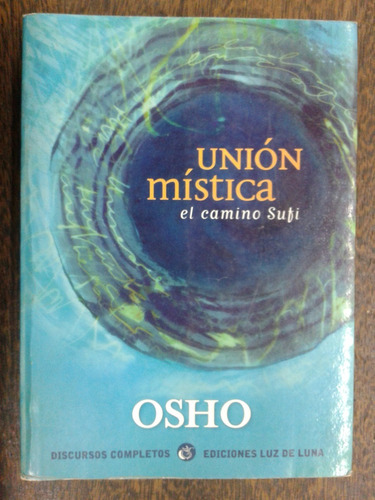 UNIÓN
mística
el camino Sufi
OSHO
DISCURSOS COMPLETOS EDICIONES LUZ DE LUNA